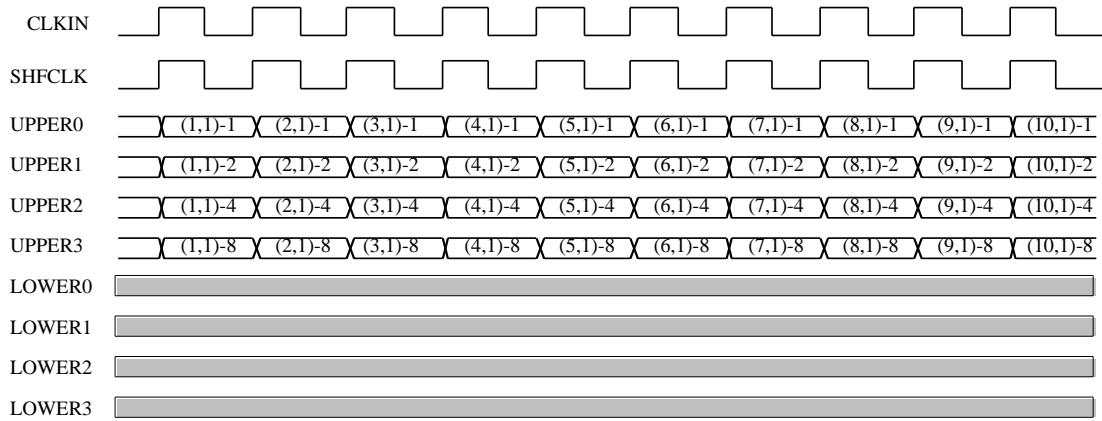 CLKIN
SHFCLK
UPPER0 (1,1)-1 (2,1)-1 (3,1)-1 (4,1)-1 (5,1)-1 (6,1)-1 (7,1)-1 (8,1)-1 (9,1)-1 (10,1)-1
UPPER1 (1,1)-2 (2,1)-2 (3,1)-2 (4,1)-2 (5,1)-2 (6,1)-2 (7,1)-2 (8,1)-2 (9,1)-2 (10,1)-2
UPPER2 (1,1)-4 (2,1)-4 (3,1)-4 (4,1)-4 (5,1)-4 (6,1)-4 (7,1)-4 (8,1)-4 (9,1)-4 (10,1)-4
UPPER3 (1,1)-8 (2,1)-8 (3,1)-8 (4,1)-8 (5,1)-8 (6,1)-8 (7,1)-8 (8,1)-8 (9,1)-8 (10,1)-8
LOWER0
LOWER1
LOWER2
LOWER3